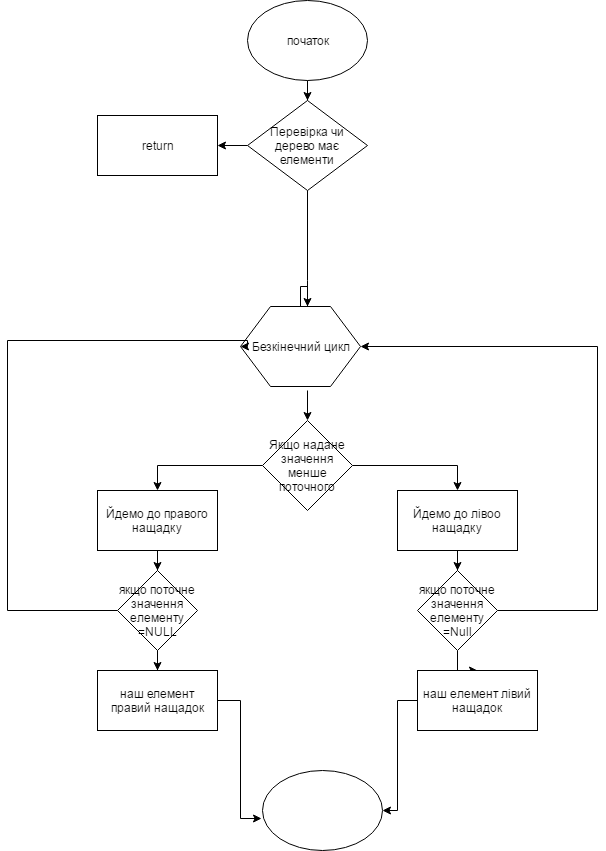 початок
Перевірка чи
дерево має
елементи
return
Безкінечний цикл
Якщо надане
значення
менше
поточного
Йдемо до правого
нащадку
Йдемо до лівоо
нащадку
якщо поточне
значення
елементу
=NULL
якщо поточне
значення
елементу
=Null
наш елемент
правий нащадок
наш елемент лівий
нащадок